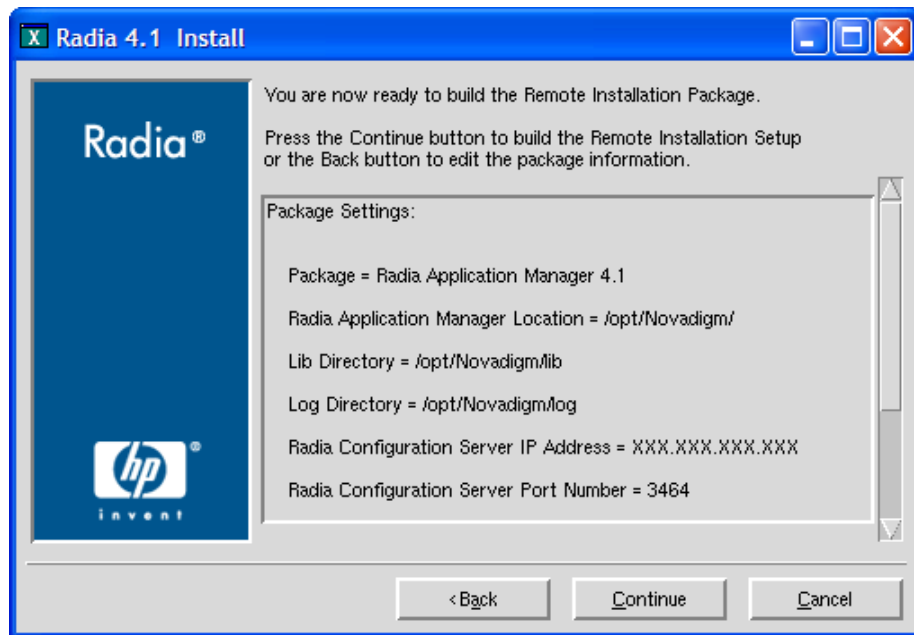 X Radia 4.1 Install
Radia®
You are now ready to build the Remote Installation Package.
Press the Continue button to build the Remote Installation Setup
or the Back button to edit the package information.
Package Settings:
Package = Radia Application Manager 4.1
Radia Application Manager Location = /opt/Novadigm/
Lib Directory = /opt/Novadigm/lib
Log Directory = /opt/Novadigm/log
Radia Configuration Server IP Address = XXX.XXX.XXX.XXX
Radia Configuration Server Port Number = 3464
hp®
invent
< Back
Continue
Cancel